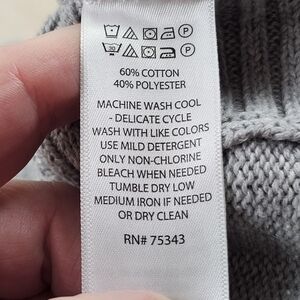 60% COTTON
40% POLYESTER
MACHINE WASH COOL
- DELICATE CYCLE
WASH WITH LIKE COLORS
USE MILD DETERGENT
ONLY NON-CHLORINE
BLEACH WHEN NEEDED
TUMBLE DRY LOW
MEDIUM IRON IF NEEDED
OR DRY CLEAN
RN# 75343